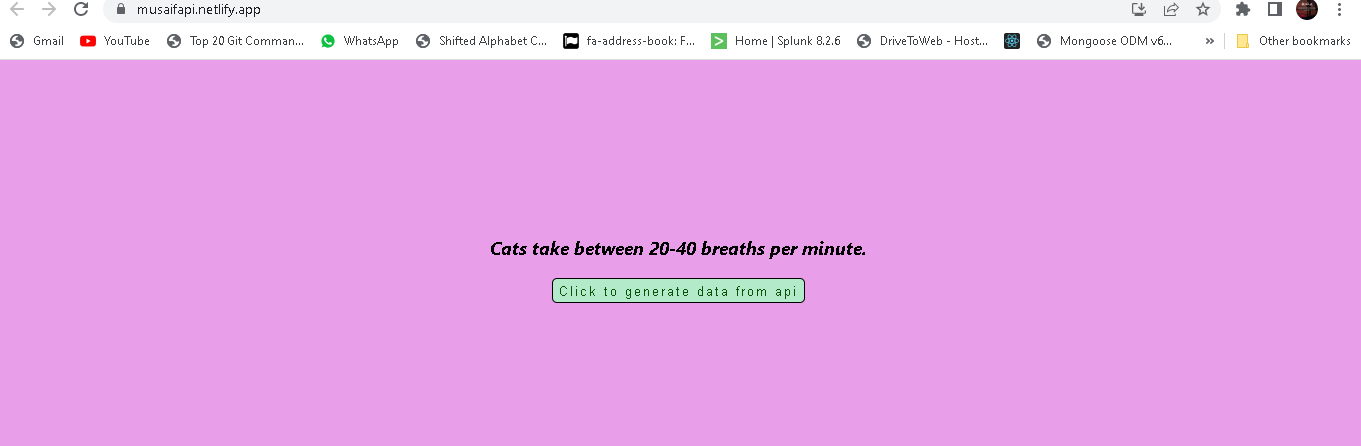 musaifapi.netlify.app
Gmail YouTube Top 20 Git Comman... WhatsApp Shifted Alphabet C... fa-address-book: F... Home | Splunk 8.2.6 DriveToWeb - Host... Mongoose ODM v6... » Other bookmarks
Cats take between 20-40 breaths per minute.
Click to generate data from api